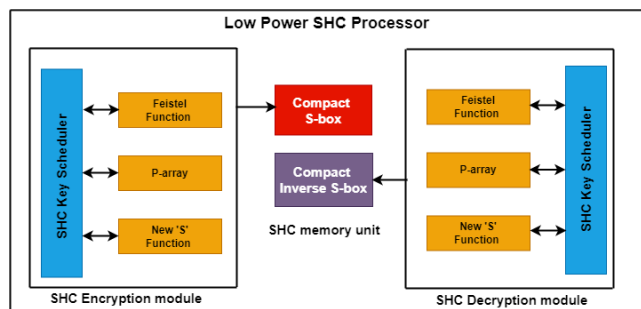 Low Power SHC Processor
SHC Key Scheduler
Feistel
Function
P-array
New 'S'
Function
SHC Encryption module
Compact
S-box
Compact
Inverse S-box
SHC memory unit
Feistel
Function
P-array
New 'S'
Function
SHC Key Scheduler
SHC Decryption module